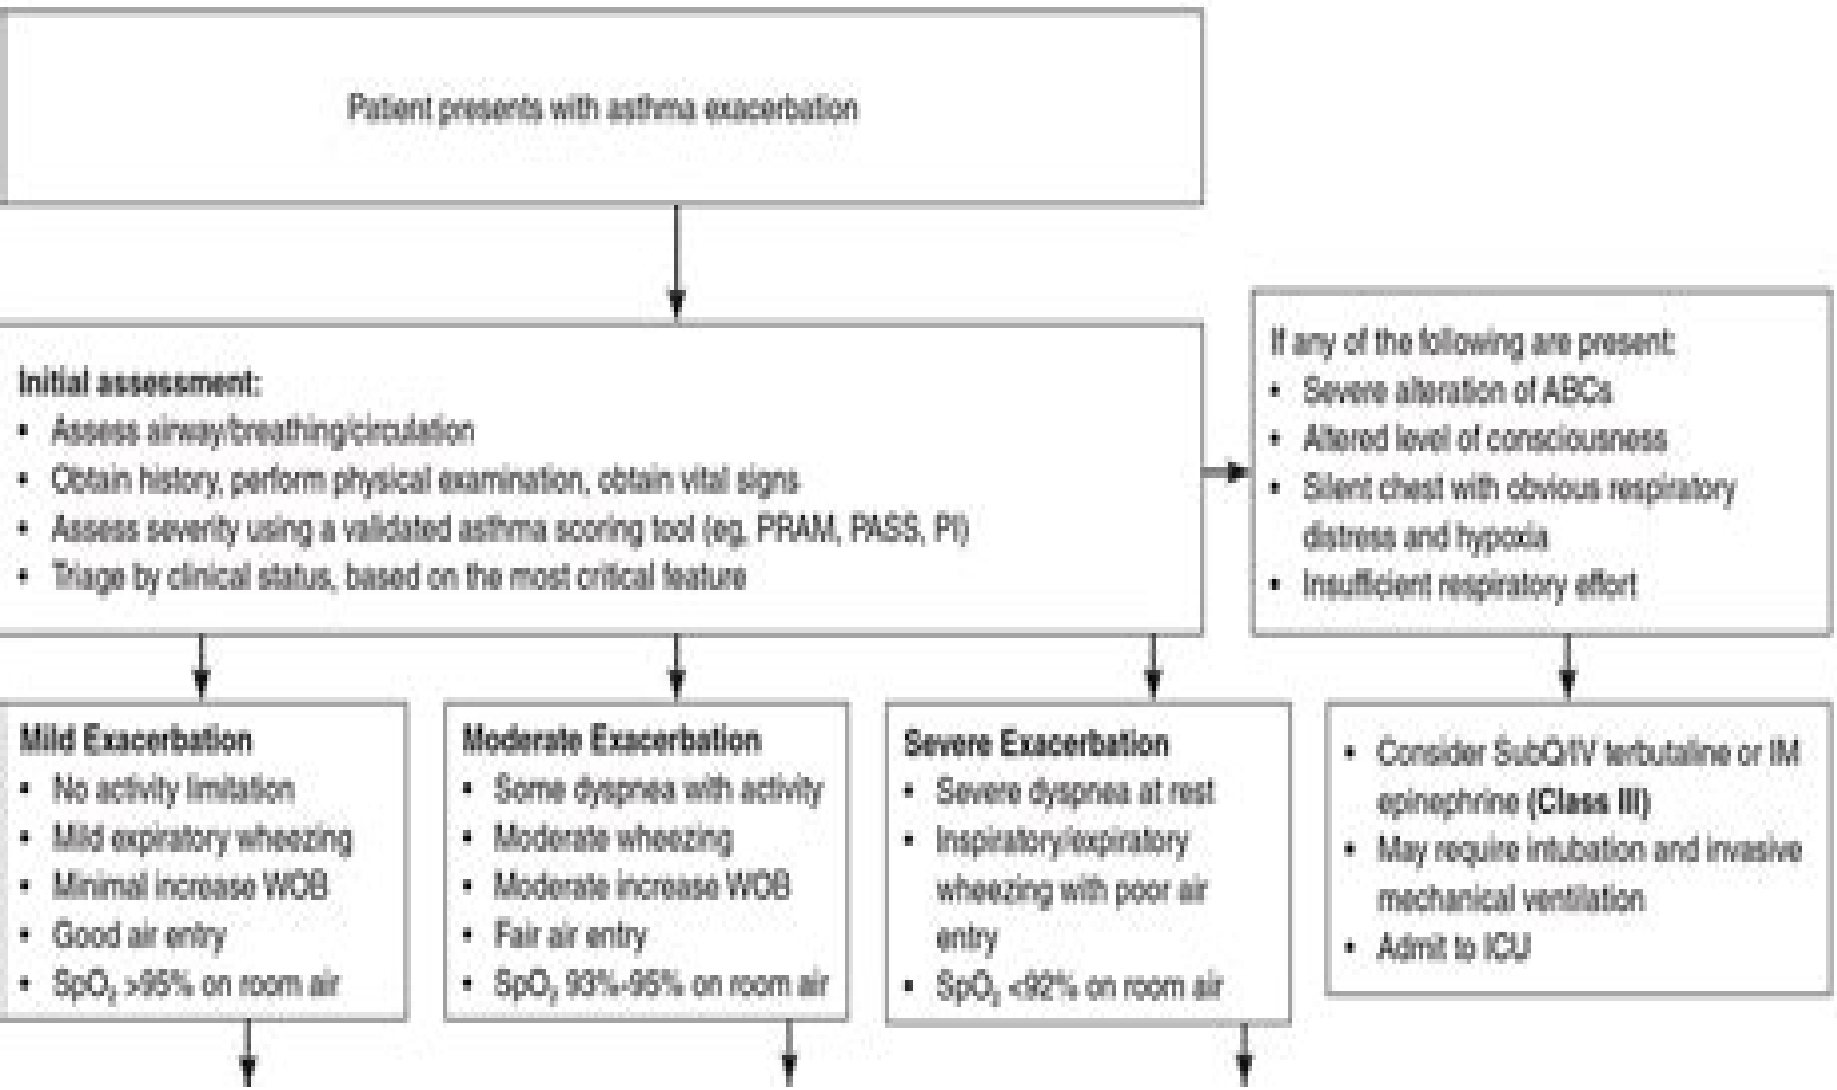 Patient presents with asthma exacerbation
Initial assessment:
• Assess airway/breathing/circulation
• Obtain history, perform physical examination, obtain vital signs
• Assess severity using a validated asthma scoring tool (eg, PRAM, PASS, PI)
• Triage by clinical status, based on the most critical feature
If any of the following are present:
• Severe alteration of ABCs
• Altered level of consciousness
• Silent chest with obvious respiratory
distress and hypoxia
• Insufficient respiratory effort
Mild Exacerbation
• No activity limitation
• Mild expiratory wheezing
• Minimal increase WOB
• Good air entry
• SpO₂ >95% on room air
Moderate Exacerbation
• Some dyspnea with activity
• Moderate wheezing
• Moderate increase WOB
• Fair air entry
• SpO₂ 93%-95% on room air
Severe Exacerbation
• Severe dyspnea at rest
• Inspiratory/expiratory
wheezing with poor air
entry
• SpO₂ <92% on room air
• Consider SubQ/IV terbutaline or IM
epinephrine (Class III)
• May require intubation and invasive
mechanical ventilation
• Admit to ICU